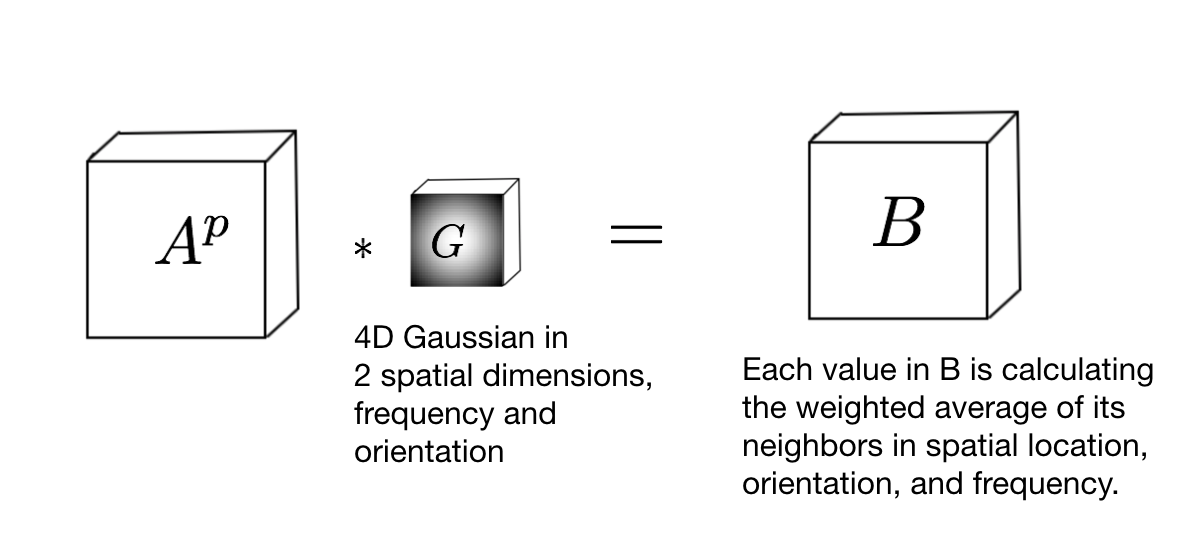 A^p * G = B
4D Gaussian in
2 spatial dimensions,
frequency and
orientation
Each value in B is calculating
the weighted average of its
neighbors in spatial location,
orientation, and frequency.